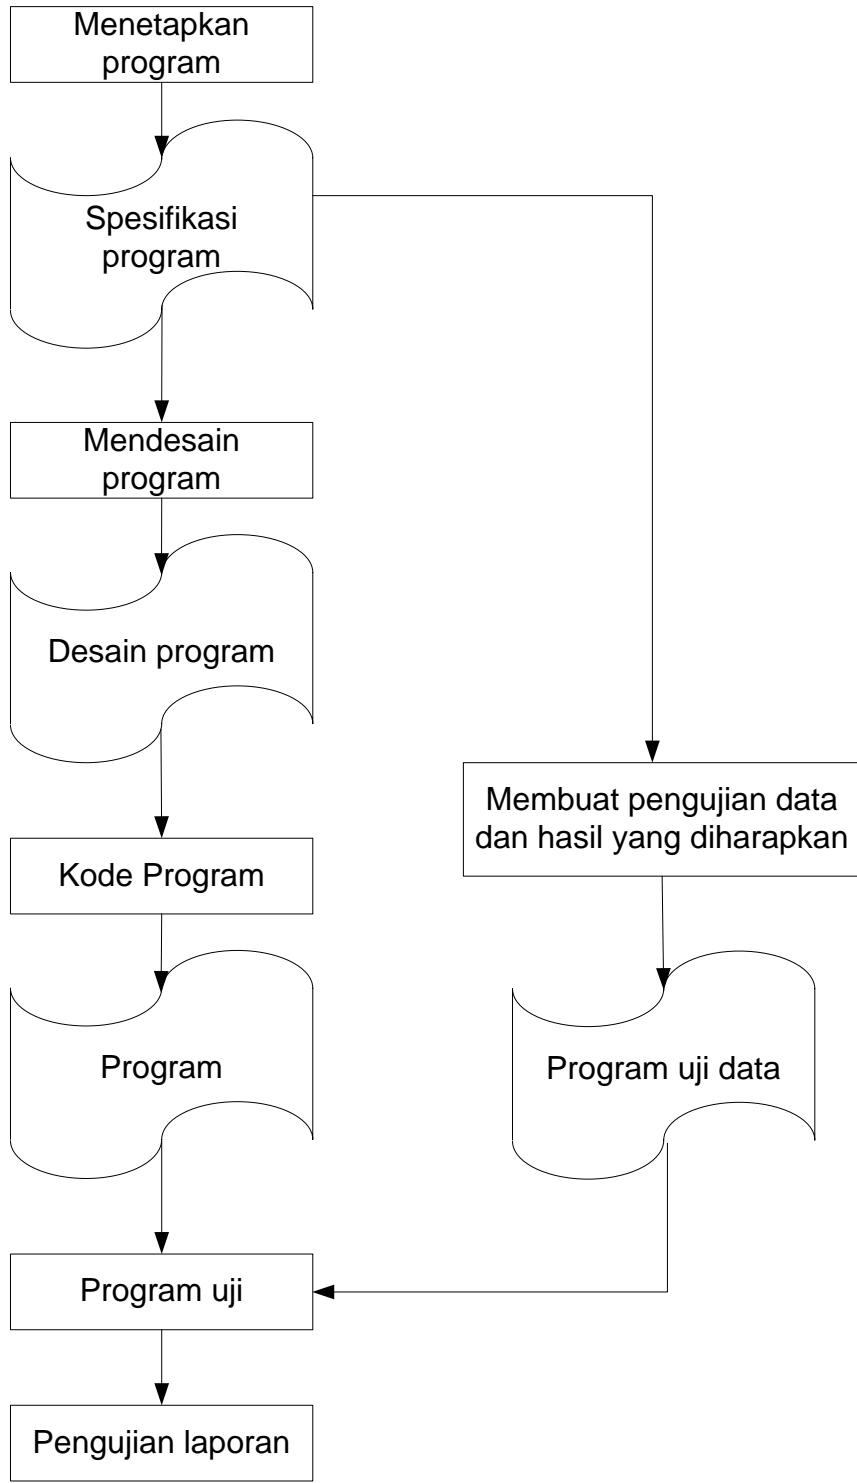 Menetapkan
program
Spesifikasi
program
Mendesain
program
Desain program
Membuat pengujian data
dan hasil yang diharapkan
Kode Program
Program
Program uji data
Program uji
Pengujian laporan